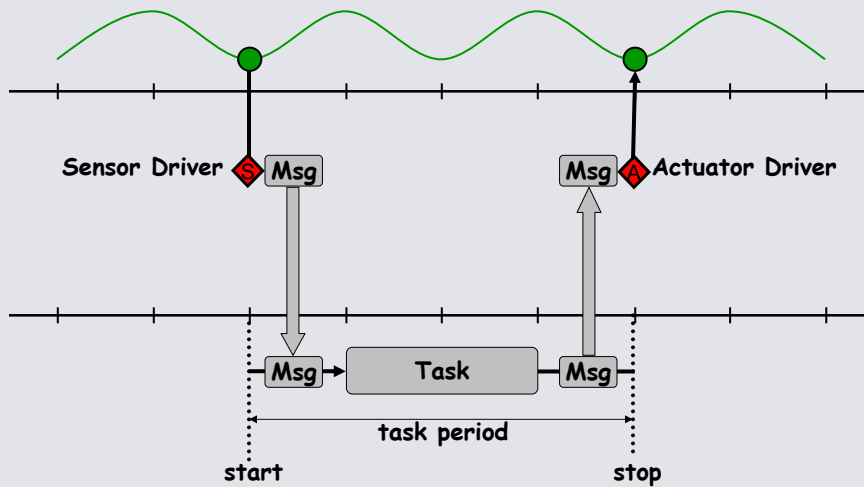 Sensor Driver
S
Msg
Msg
A
Actuator Driver
Msg
Task
Msg
task period
start
stop